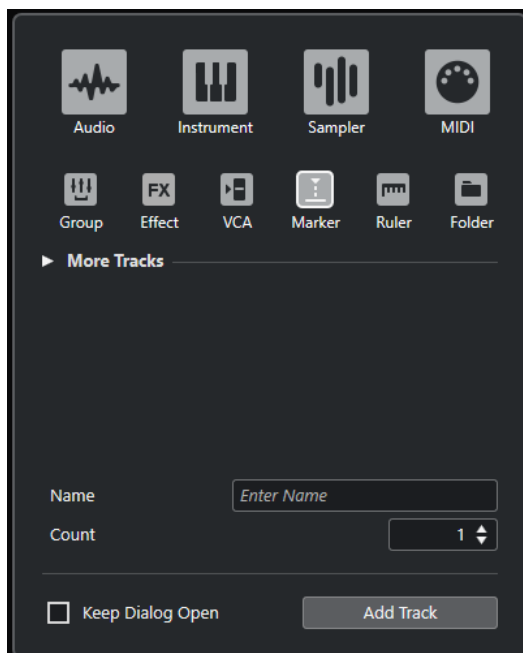 Audio Instrument Sampler MIDI
FX
Group Effect VCA Marker Ruler Folder
More Tracks
Name Enter Name
Count 1
Keep Dialog Open Add Track